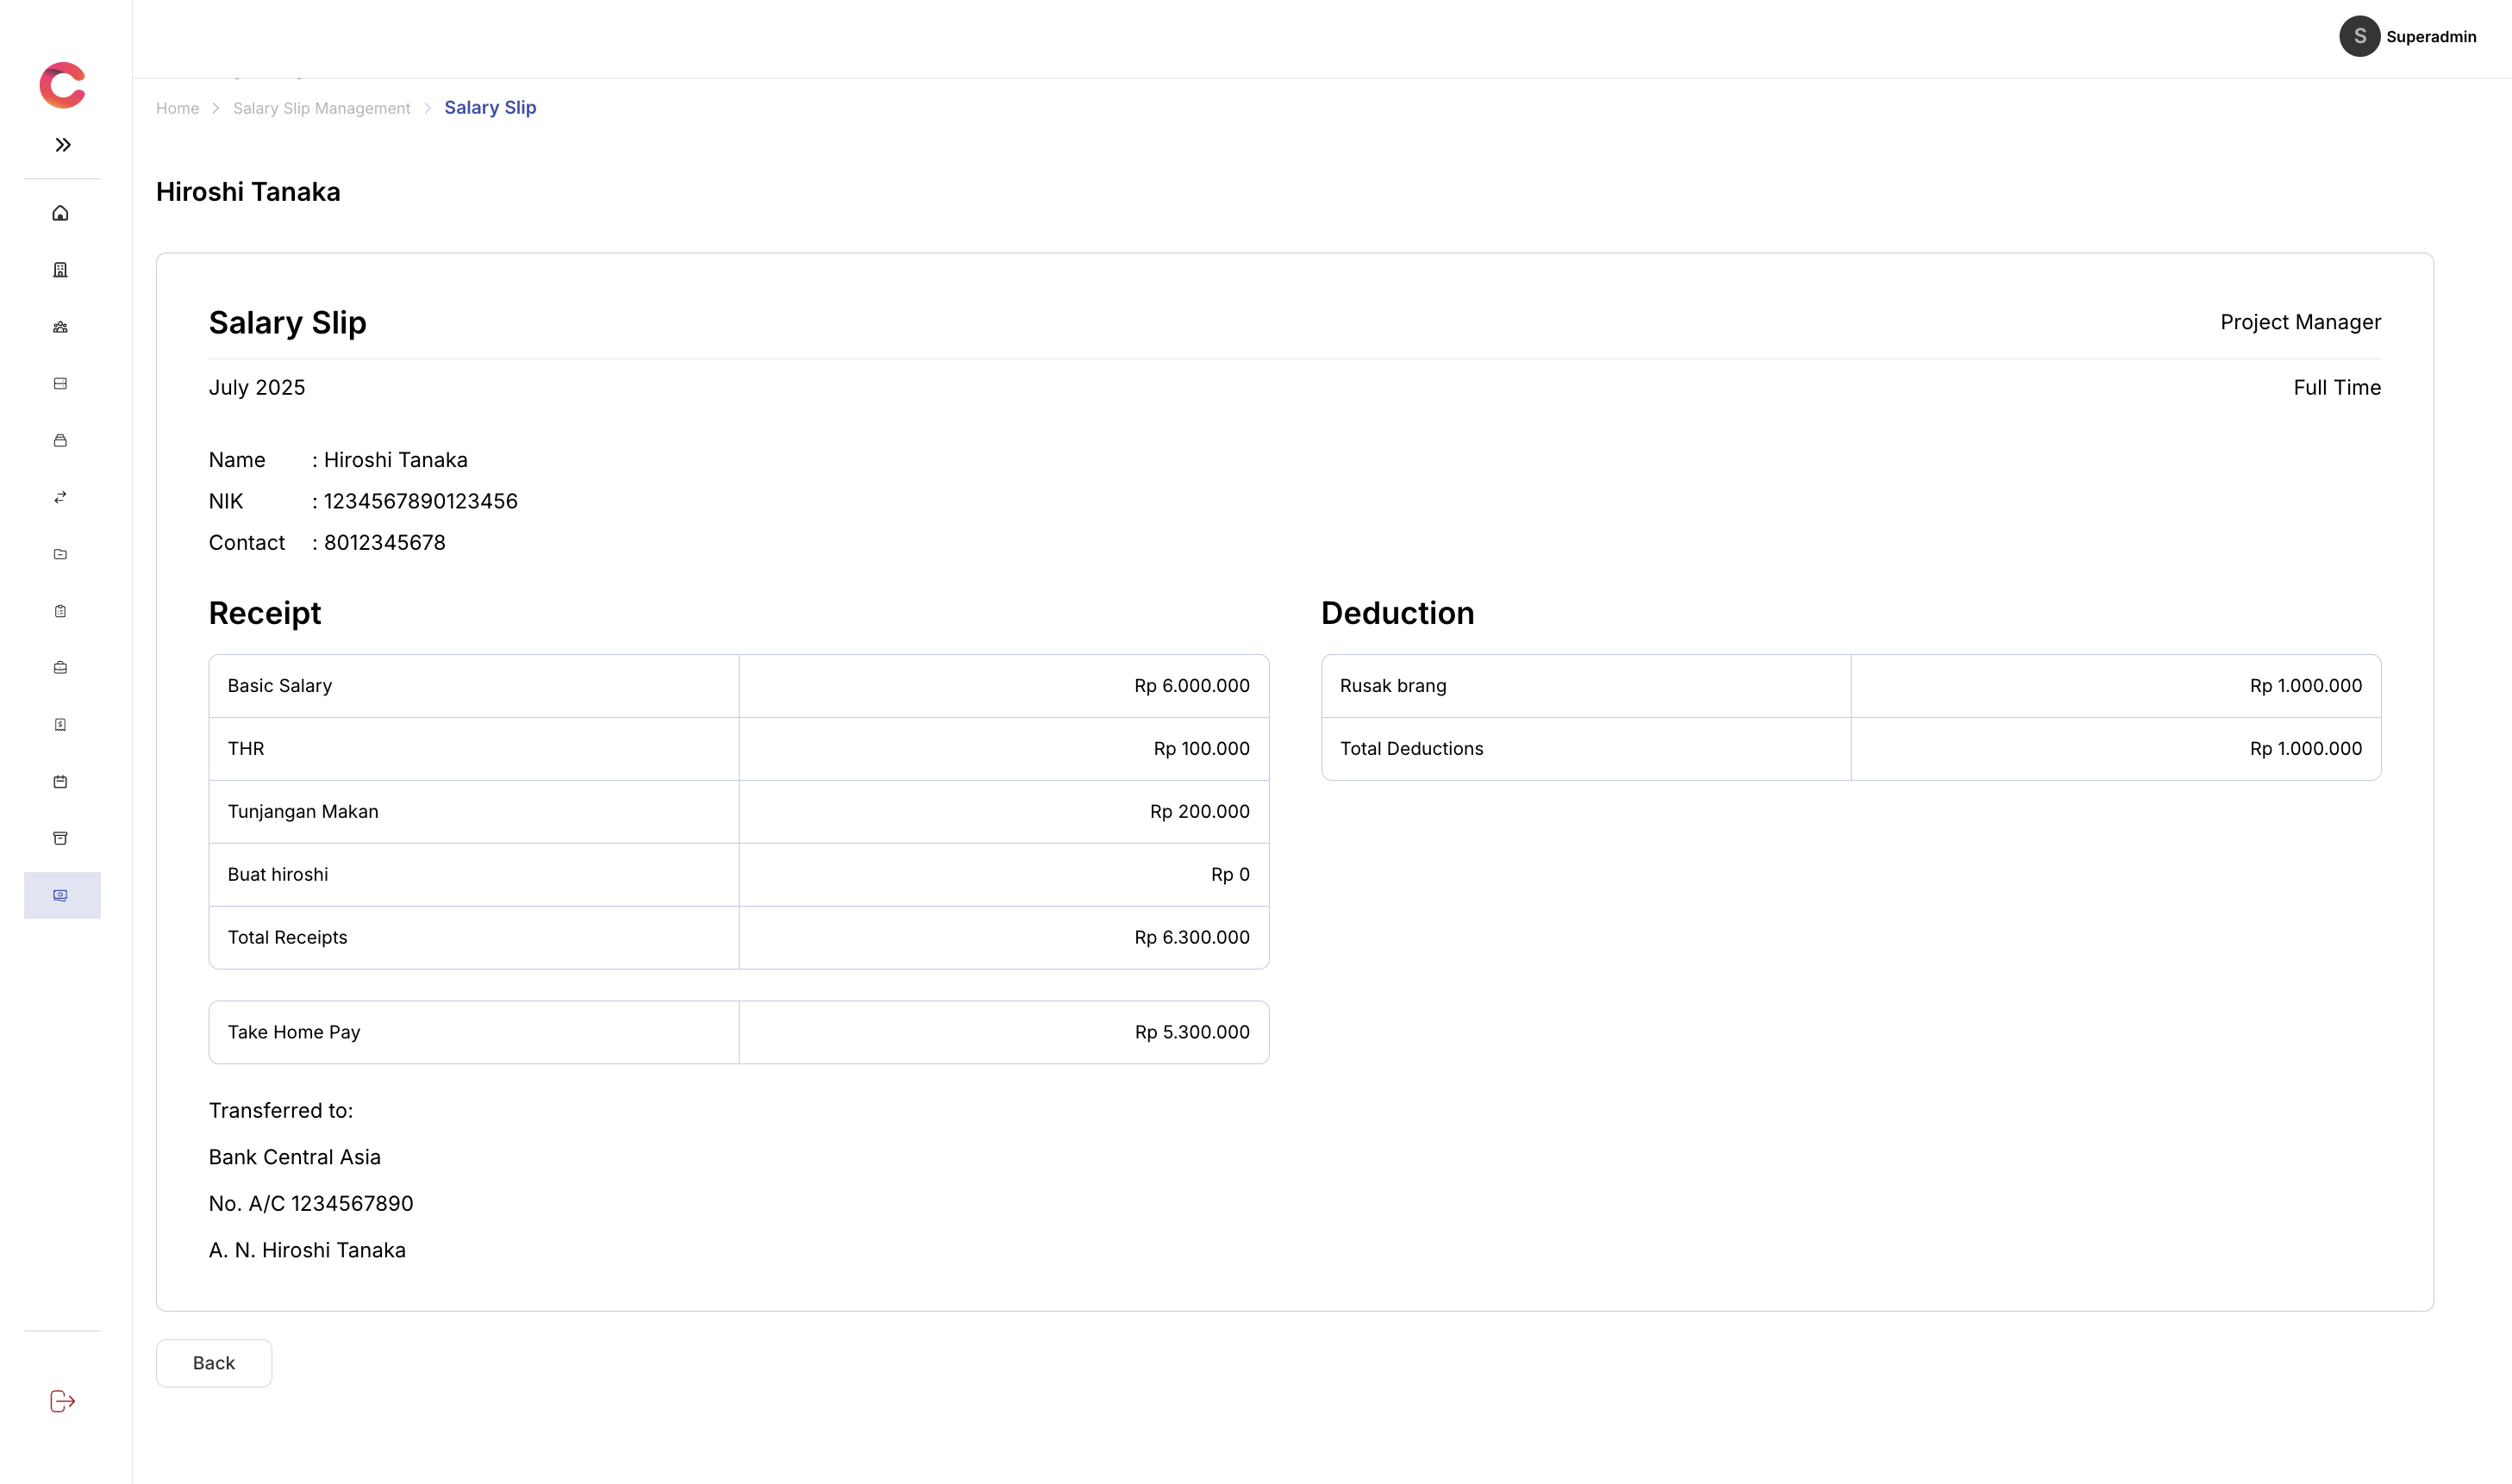 S Superadmin
Home > Salary Slip Management > Salary Slip
Hiroshi Tanaka
Salary Slip Project Manager
July 2025 Full Time
Name : Hiroshi Tanaka
NIK : 1234567890123456
Contact : 8012345678
Receipt
Basic Salary Rp 6.000.000
THR Rp 100.000
Tunjangan Makan Rp 200.000
Buat hiroshi Rp 0
Total Receipts Rp 6.300.000
Take Home Pay Rp 5.300.000
Deduction
Rusak brang Rp 1.000.000
Total Deductions Rp 1.000.000
Transferred to:
Bank Central Asia
No. A/C 1234567890
A. N. Hiroshi Tanaka
Back